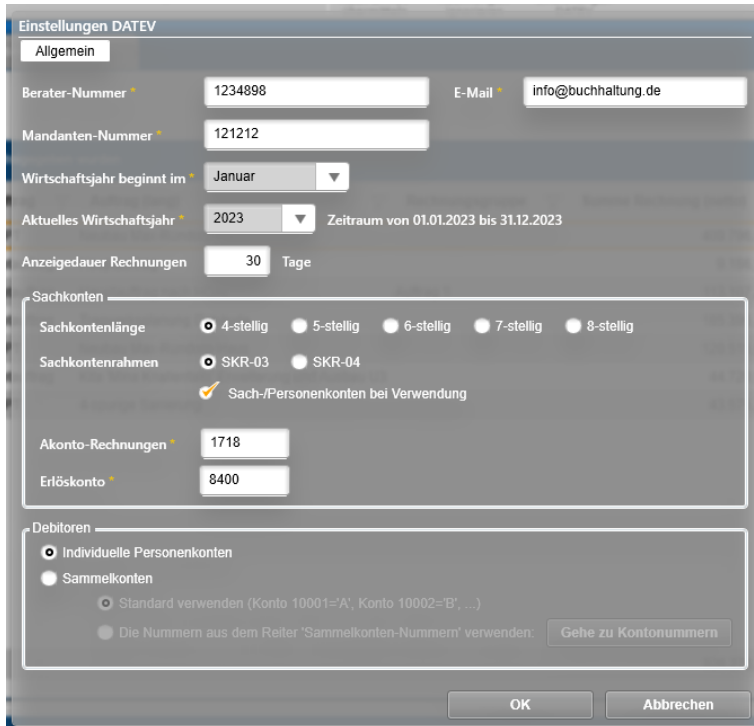 Einstellungen DATEV
Allgemein
Berater-Nummer * 1234898 E-Mail * info@buchhaltung.de
Mandanten-Nummer * 121212
Wirtschaftsjahr beginnt im * Januar
Aktuelles Wirtschaftsjahr * 2023 Zeitraum von 01.01.2023 bis 31.12.2023
Anzeigedauer Rechnungen 30 Tage
Sachkonten
Sachkontenlänge 4-stellig 5-stellig 6-stellig 7-stellig 8-stellig
Sachkontenrahmen SKR-03 SKR-04
Sach-/Personenkonten bei Verwendung
Akonto-Rechnungen * 1718
Erlöskonto * 8400
Debitoren
Individuelle Personenkonten
Sammelkonten
Standard verwenden (Konto 10001='A', Konto 10002='B', ...)
Die Nummern aus dem Reiter 'Sammelkonten-Nummern' verwenden: Gehe zu Kontonummern
OK Abbrechen